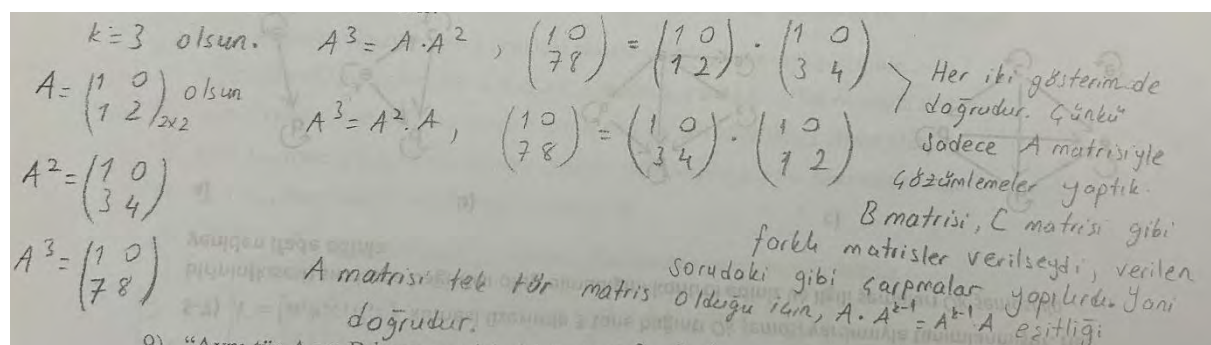 k=3 olsun. A³ = A·A² , (1 0 / 7 8) = (1 0 / 1 2) · (1 0 / 3 4)
A = (1 0 / 1 2)₂ₓ₂ olsun
A³ = A²·A , (1 0 / 7 8) = (1 0 / 3 4) · (1 0 / 1 2)
Her iki gösterim de
doğrudur. Çünkü
sadece A matrisiyle
çözümlemeler yaptık.
A² = (1 0 / 3 4)
B matrisi, C matrisi gibi
farklı matrisler verilseydi, verilen
sorudaki gibi çarpmalar yapılırdı. Yani
A³ = (1 0 / 7 8)
A matrisi tek tür matris olduğu için, A·Aᵏ⁻¹ = Aᵏ⁻¹·A eşitliği
doğrudur.